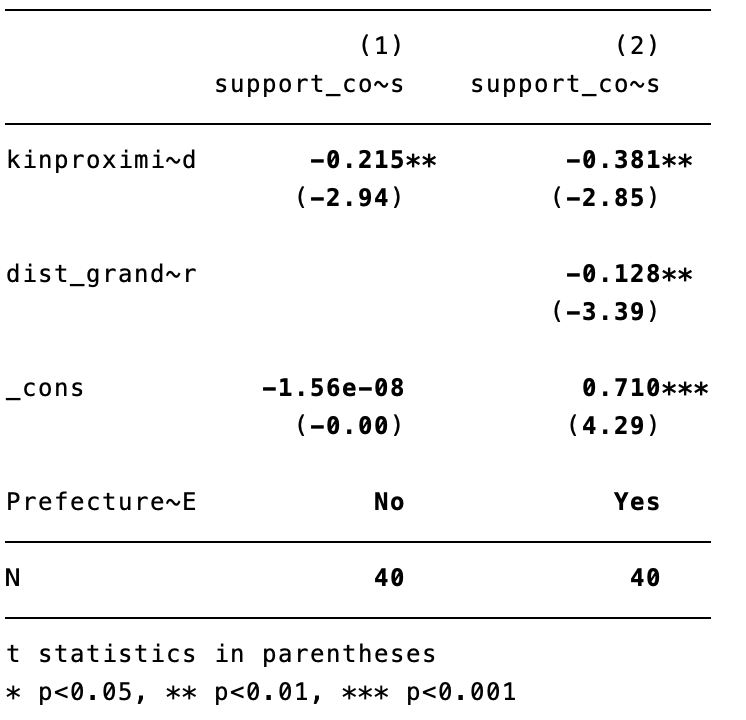 (1) (2)
support_co~s support_co~s
kinproximi~d -0.215** -0.381**
(-2.94) (-2.85)
dist_grand~r -0.128**
(-3.39)
_cons -1.56e-08 0.710***
(-0.00) (4.29)
Prefecture~E No Yes
N 40 40
t statistics in parentheses
* p<0.05, ** p<0.01, *** p<0.001